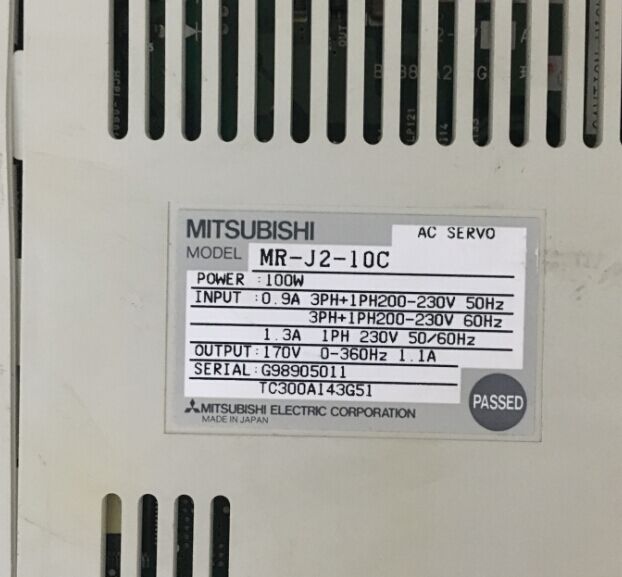 MITSUBISHI
AC SERVO
MODEL MR-J2-10C
POWER :100W
INPUT :0.9A 3PH+1PH200-230V 50Hz
3PH+1PH200-230V 60Hz
1.3A 1PH 230V 50/60Hz
OUTPUT:170V 0-360Hz 1.1A
SERIAL:G98905011
TC300A143G51
MITSUBISHI ELECTRIC CORPORATION
MADE IN JAPAN
PASSED